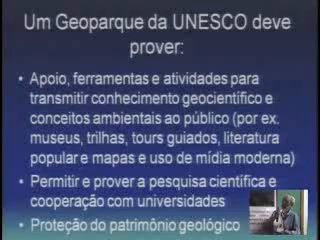 Um Geoparque da UNESCO deve
prover:
• Apoio, ferramentas e atividades para
transmitir conhecimento geocientífico e
conceitos ambientais ao público (por ex.
museus, trilhas, tours guiados, literatura
popular e mapas e uso de mídia moderna)
• Permitir e prover a pesquisa científica e
cooperação com universidades
• Proteção do patrimônio geológico